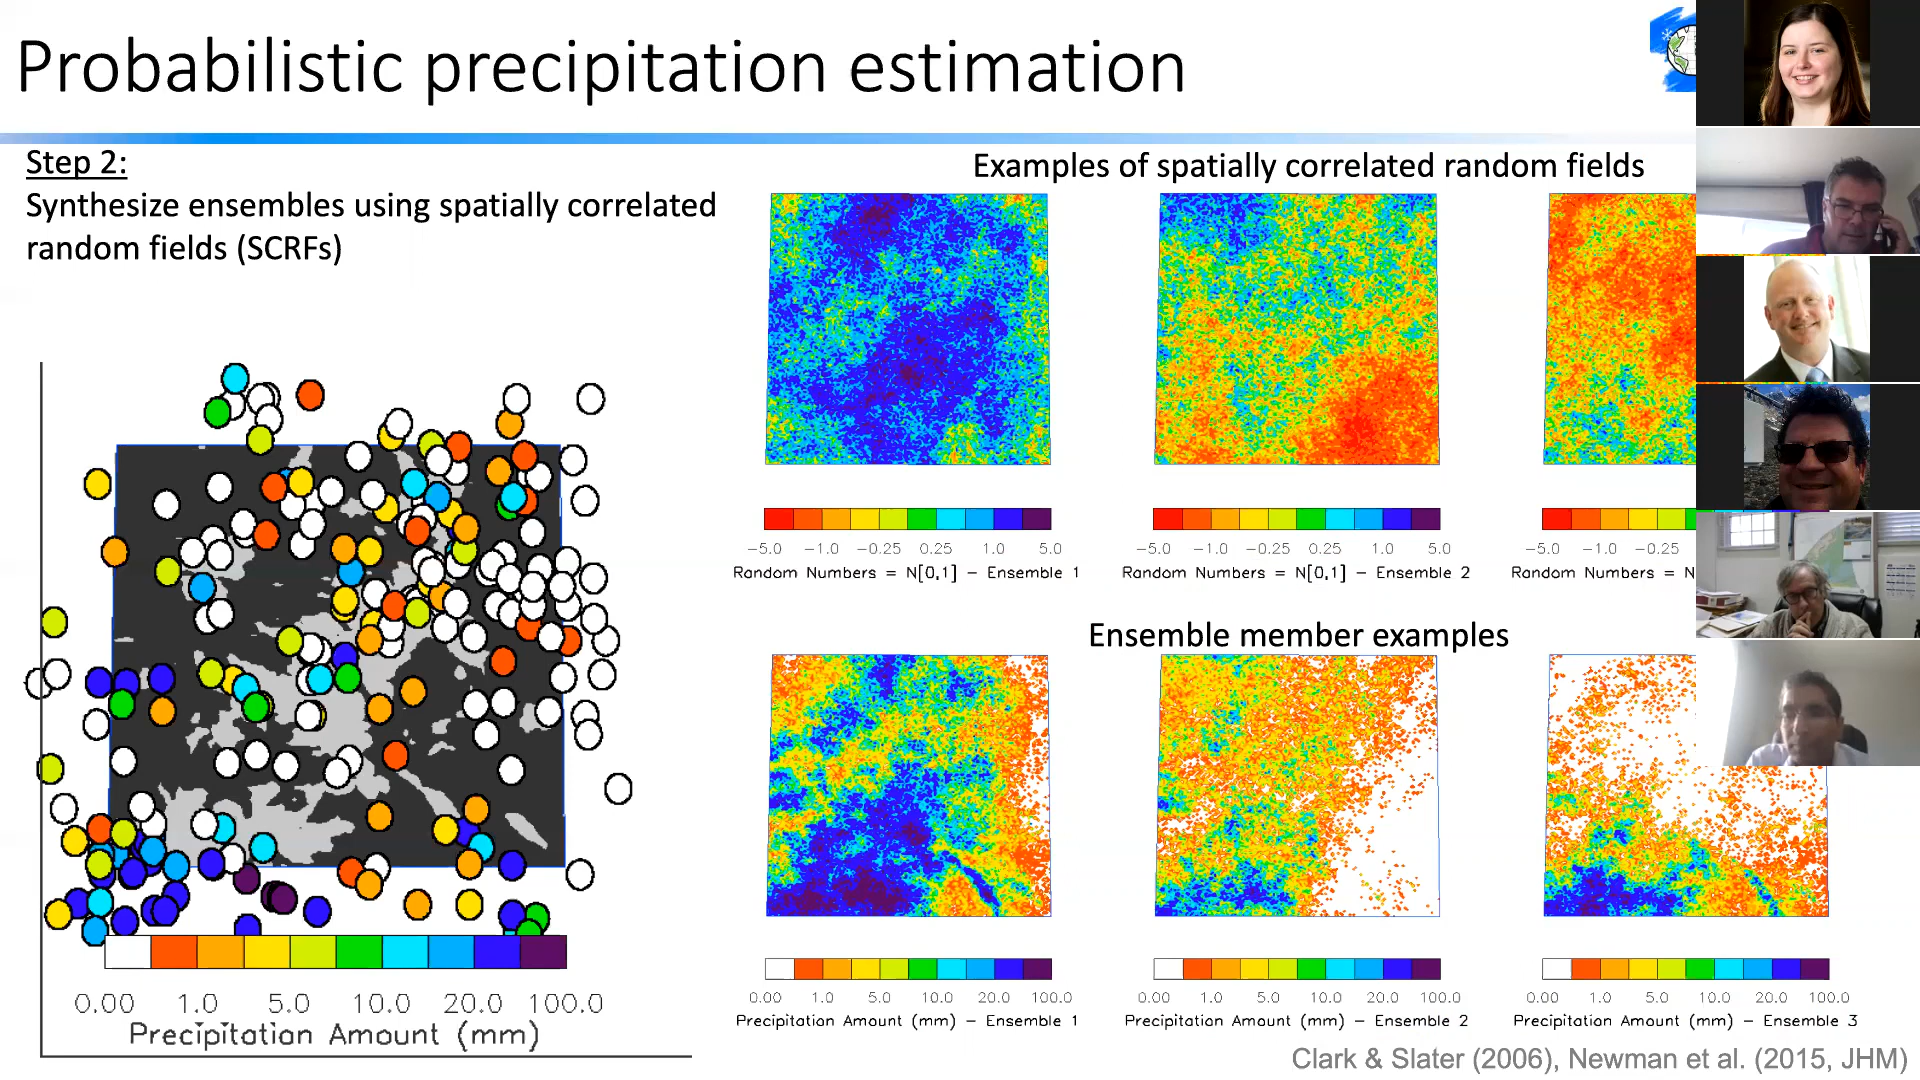 Probabilistic precipitation estimation
Step 2:
Synthesize ensembles using spatially correlated
random fields (SCRFs)
Examples of spatially correlated random fields
−5.0 −1.0 −0.25 0.25 1.0 5.0
Random Numbers = N[0,1] − Ensemble 1
−5.0 −1.0 −0.25 0.25 1.0 5.0
Random Numbers = N[0,1] − Ensemble 2
−5.0 −1.0 −0.25
Random Numbers = N
Ensemble member examples
0.00 1.0 5.0 10.0 20.0 100.0
Precipitation Amount (mm)
0.00 1.0 5.0 10.0 20.0 100.0
Precipitation Amount (mm) − Ensemble 1
0.00 1.0 5.0 10.0 20.0 100.0
Precipitation Amount (mm) − Ensemble 2
0.00 1.0 5.0 10.0 20.0 100.0
Precipitation Amount (mm) − Ensemble 3
Clark & Slater (2006), Newman et al. (2015, JHM)